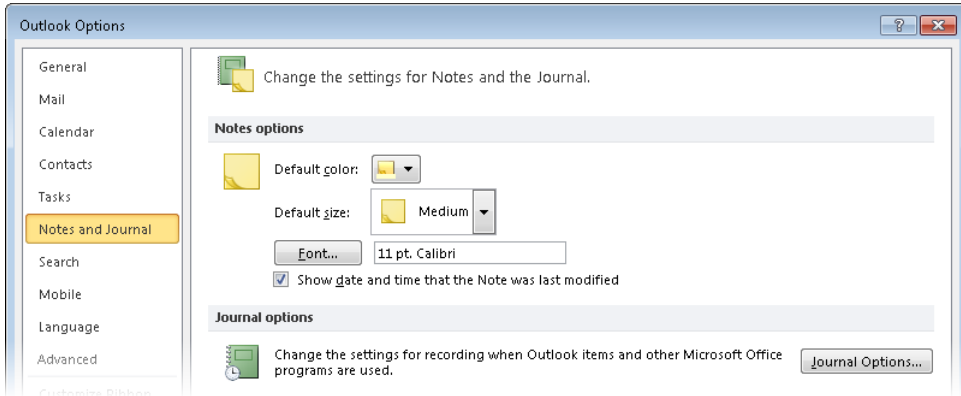 Outlook Options
General
Mail
Calendar
Contacts
Tasks
Notes and Journal
Search
Mobile
Language
Advanced
Customize Ribbon
Change the settings for Notes and the Journal.
Notes options
Default color:
Default size:
Medium
Font...
11 pt. Calibri
Show date and time that the Note was last modified
Journal options
Change the settings for recording when Outlook items and other Microsoft Office
programs are used.
Journal Options...